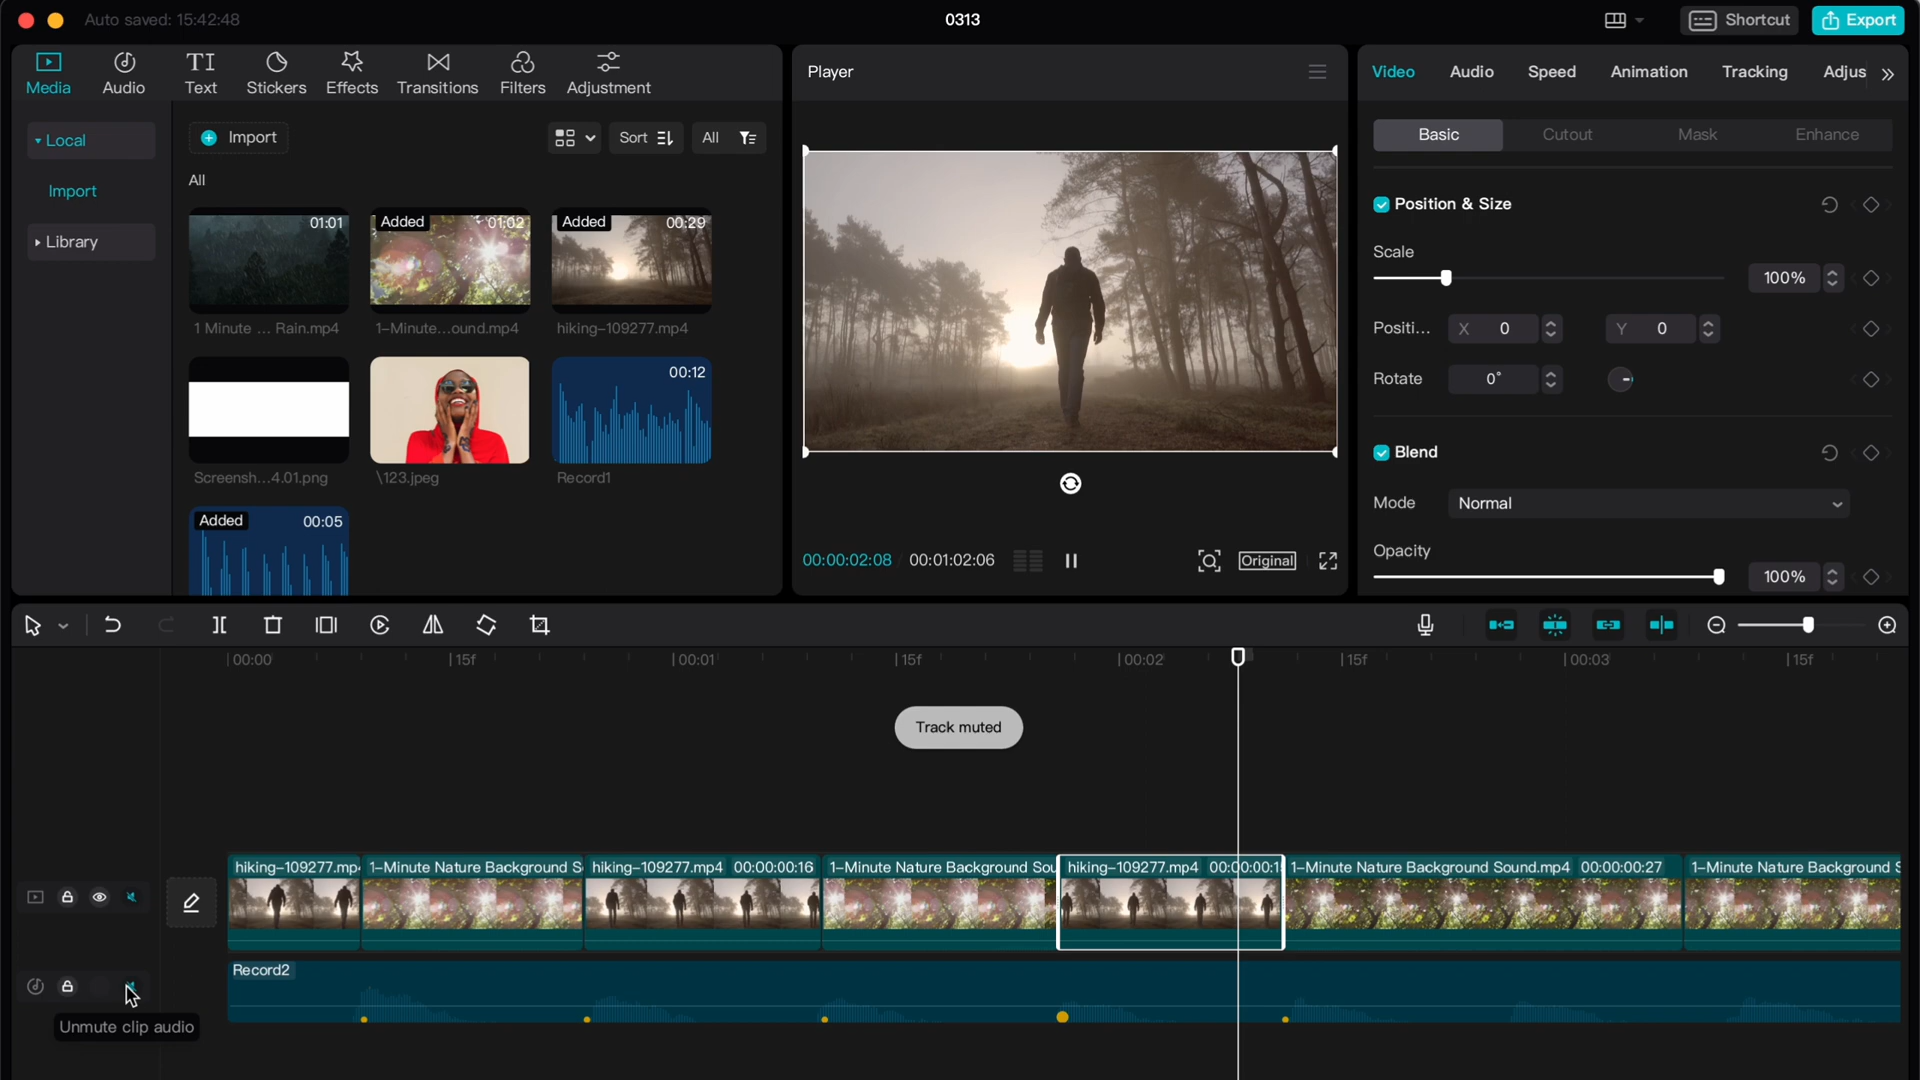 Auto saved: 15:42:48
0313
Shortcut
Export
Media
Audio
TI
Text
Stickers
Effects
Transitions
Filters
Adjustment
Local
Import
Library
Import
Sort
All
All
01:01
1 Minute ... Rain.mp4
Added
01:02
1-Minute...ound.mp4
Added
00:29
hiking-109277.mp4
Screensh...4.01.png
\123.jpeg
00:12
Record1
Added
00:05
Player
00:00:02:08
00:01:02:06
Original
Video
Audio
Speed
Animation
Tracking
Adjus
Basic
Cutout
Mask
Enhance
Position & Size
Scale
100%
Positi...
X 0
Y 0
Rotate
0°
Blend
Mode
Normal
Opacity
100%
00:00
15f
00:01
15f
00:02
15f
00:03
15f
Track muted
hiking-109277.mp4
1-Minute Nature Background S
hiking-109277.mp4 00:00:00:16
1-Minute Nature Background Sou
hiking-109277.mp4 00:00:00:1
1-Minute Nature Background Sound.mp4 00:00:00:27
1-Minute Nature Background S
Record2
Unmute clip audio